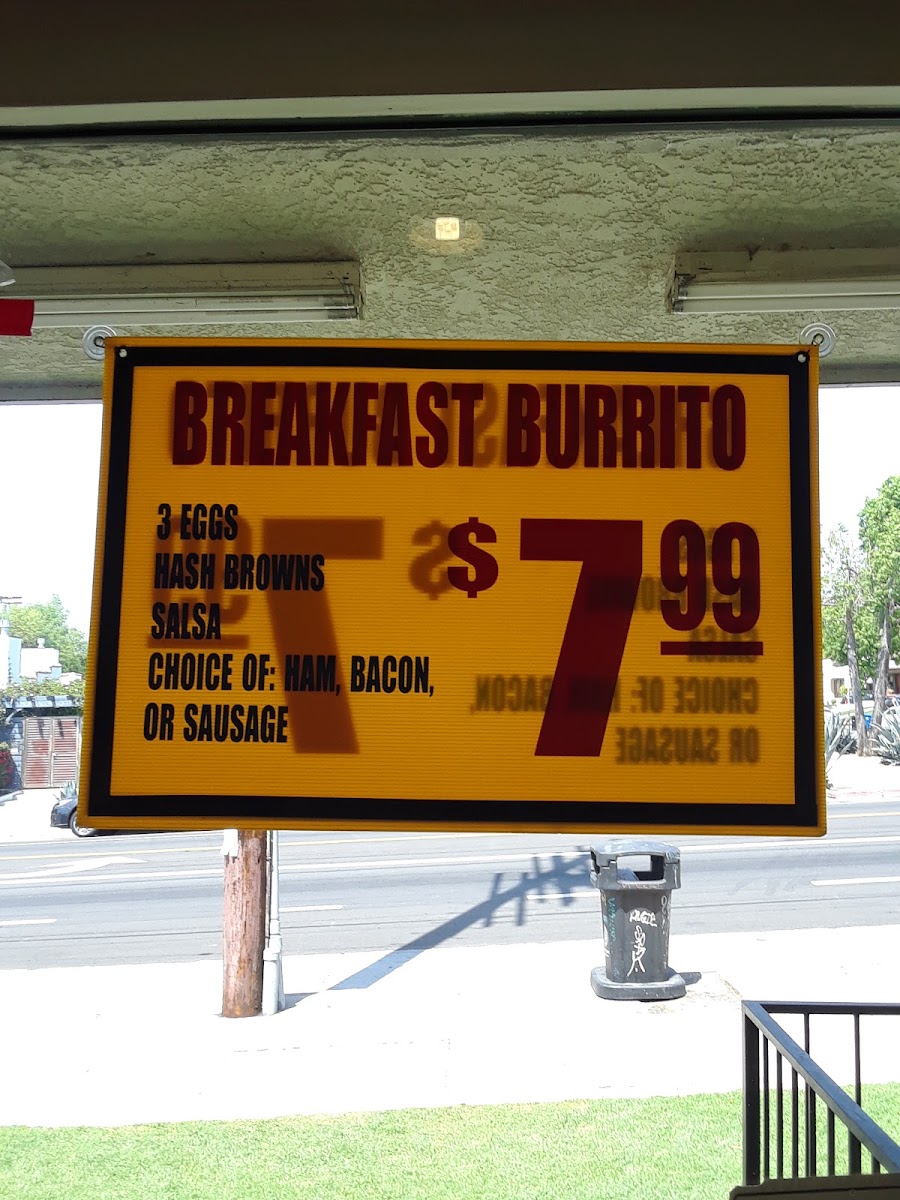 BREAKFAST BURRITO
3 EGGS
HASH BROWNS
SALSA
CHOICE OF: HAM, BACON,
OR SAUSAGE
$7.99